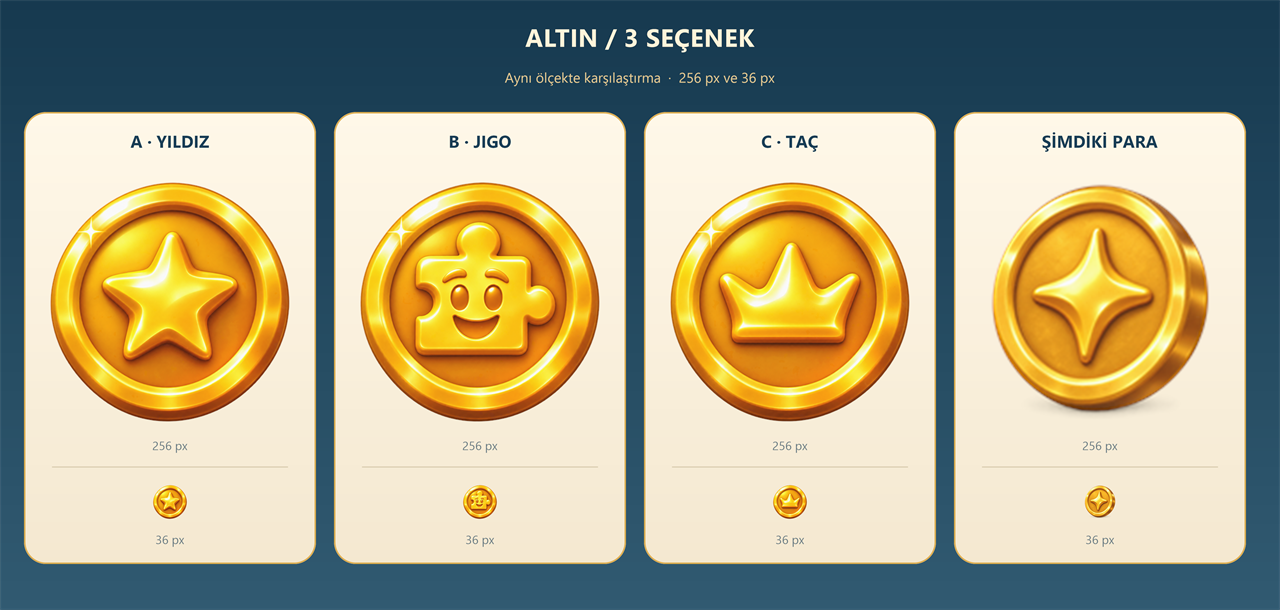 ALTIN / 3 SEÇENEK
Aynı ölçekte karşılaştırma · 256 px ve 36 px
A · YILDIZ
B · JIGO
C · TAÇ
ŞİMDİKİ PARA
256 px
256 px
256 px
256 px
36 px
36 px
36 px
36 px